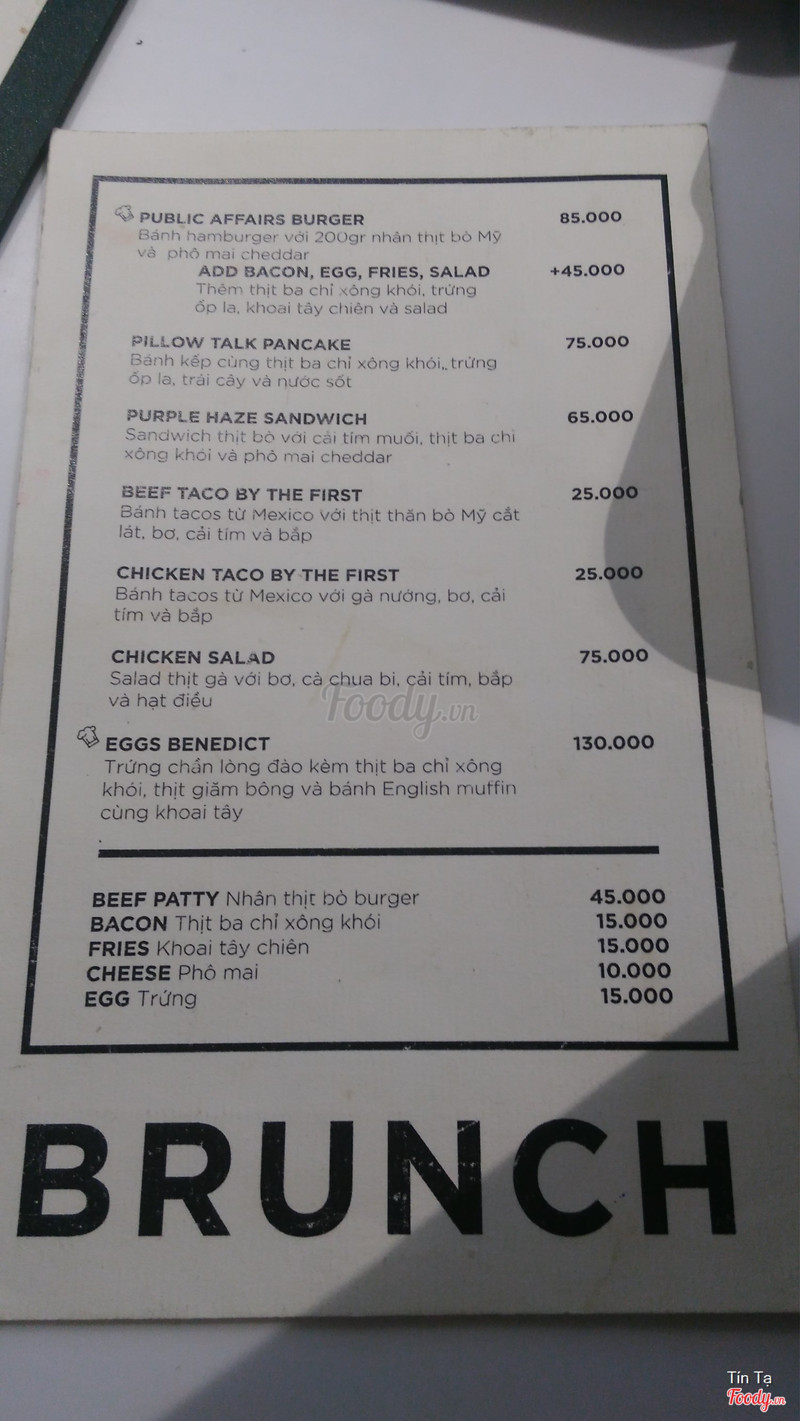 PUBLIC AFFAIRS BURGER 85.000
Bánh hamburger với 200gr nhân thịt bò Mỹ
và phô mai cheddar
ADD BACON, EGG, FRIES, SALAD +45.000
Thêm thịt ba chỉ xông khói, trứng
ốp la, khoai tây chiên và salad
PILLOW TALK PANCAKE 75.000
Bánh kếp cùng thịt ba chỉ xông khói, trứng
ốp la, trái cây và nước sốt
PURPLE HAZE SANDWICH 65.000
Sandwich thịt bò với cải tím muối, thịt ba chỉ
xông khói và phô mai cheddar
BEEF TACO BY THE FIRST 25.000
Bánh tacos từ Mexico với thịt thăn bò Mỹ cắt
lát, bơ, cải tím và bắp
CHICKEN TACO BY THE FIRST 25.000
Bánh tacos từ Mexico với gà nướng, bơ, cải
tím và bắp
CHICKEN SALAD 75.000
Salad thịt gà với bơ, cà chua bi, cải tím, bắp
và hạt điều
Foody.vn
EGGS BENEDICT 130.000
Trứng chần lòng đào kèm thịt ba chỉ xông
khói, thịt giăm bông và bánh English muffin
cùng khoai tây
BEEF PATTY Nhân thịt bò burger 45.000
BACON Thịt ba chỉ xông khói 15.000
FRIES Khoai tây chiên 15.000
CHEESE Phô mai 10.000
EGG Trứng 15.000
BRUNCH
Tín Tạ
Foody.vn